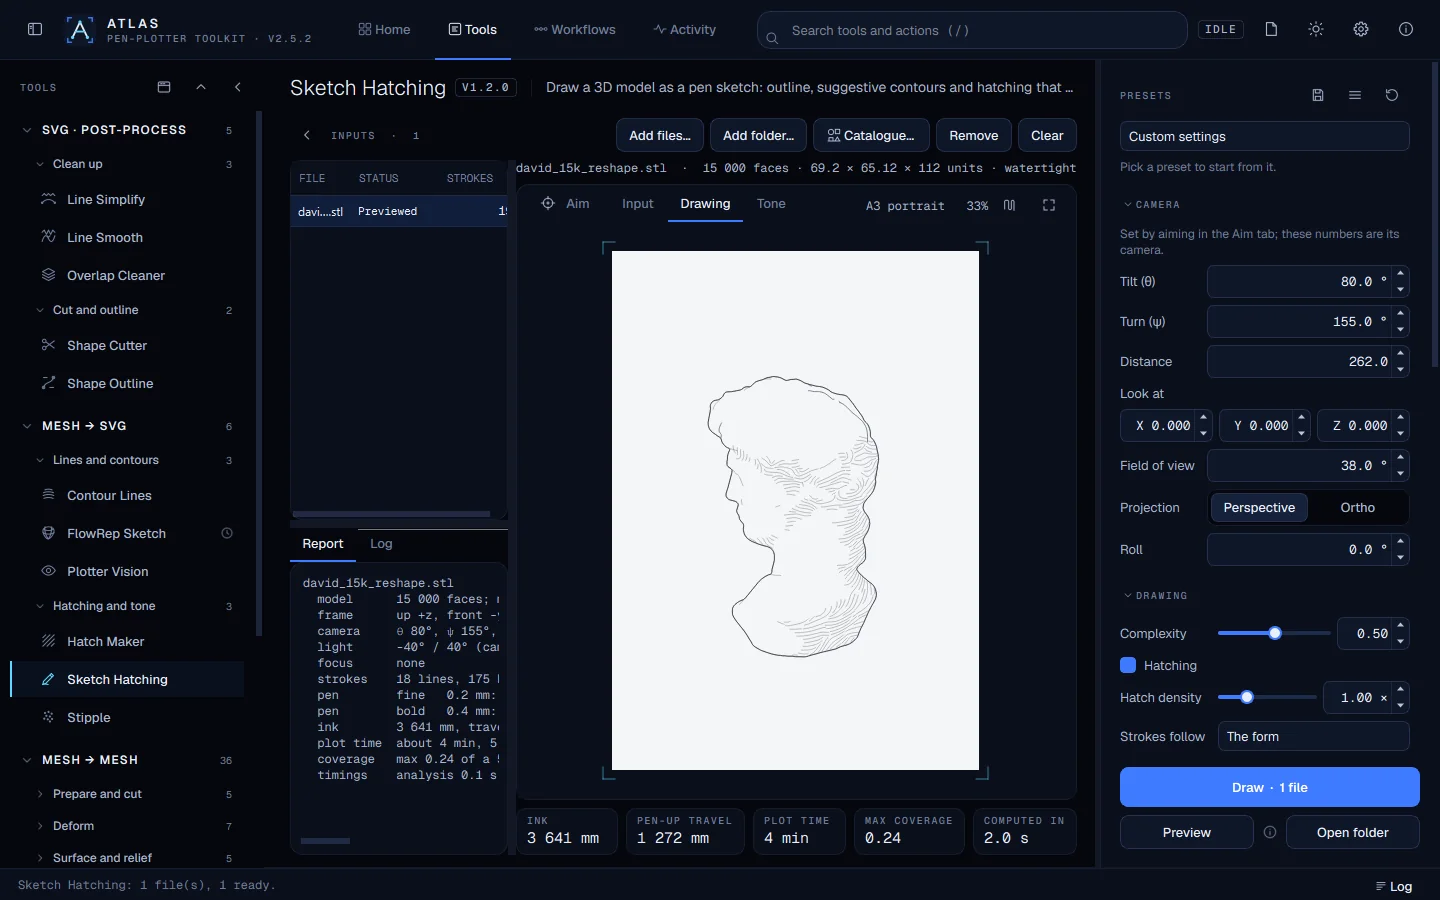 ATLAS
PEN-PLOTTER TOOLKIT · V2.5.2
Home
Tools
Workflows
Activity
Search tools and actions (/)
IDLE
TOOLS
SVG · POST-PROCESS 5
Clean up 3
Line Simplify
Line Smooth
Overlap Cleaner
Cut and outline 2
Shape Cutter
Shape Outline
MESH → SVG 6
Lines and contours 3
Contour Lines
FlowRep Sketch
Plotter Vision
Hatching and tone 3
Hatch Maker
Sketch Hatching
Stipple
MESH → MESH 36
Prepare and cut 5
Deform 7
Surface and relief 5
Sketch Hatching V1.2.0 Draw a 3D model as a pen sketch: outline, suggestive contours and hatching that …
INPUTS · 1
Add files…
Add folder…
Catalogue…
Remove
Clear
FILE STATUS STROKES
davi….stl Previewed
david_15k_reshape.stl · 15 000 faces · 69.2 × 65.12 × 112 units · watertight
Aim
Input
Drawing
Tone
A3 portrait 33%
Report
Log
david_15k_reshape.stl
model 15 000 faces;
frame up +z, front
camera θ 80°, ψ 155°,
light -40° / 40° (ca
focus none
strokes 18 lines, 175
pen fine 0.2 mm:
pen bold 0.4 mm:
ink 3 641 mm, trav
plot time about 4 min, 5
coverage max 0.24 of a
timings analysis 0.1 s
INK
3 641 mm
PEN-UP TRAVEL
1 272 mm
PLOT TIME
4 min
MAX COVERAGE
0.24
COMPUTED IN
2.0 s
PRESETS
Custom settings
Pick a preset to start from it.
CAMERA
Set by aiming in the Aim tab; these numbers are its
camera.
Tilt (θ) 80.0 °
Turn (ψ) 155.0 °
Distance 262.0
Look at
X 0.000 Y 0.000 Z 0.000
Field of view 38.0 °
Projection Perspective Ortho
Roll 0.0 °
DRAWING
Complexity 0.50
Hatching
Hatch density 1.00 ×
Strokes follow The form
Draw · 1 file
Preview
Open folder
Sketch Hatching: 1 file(s), 1 ready.
Log